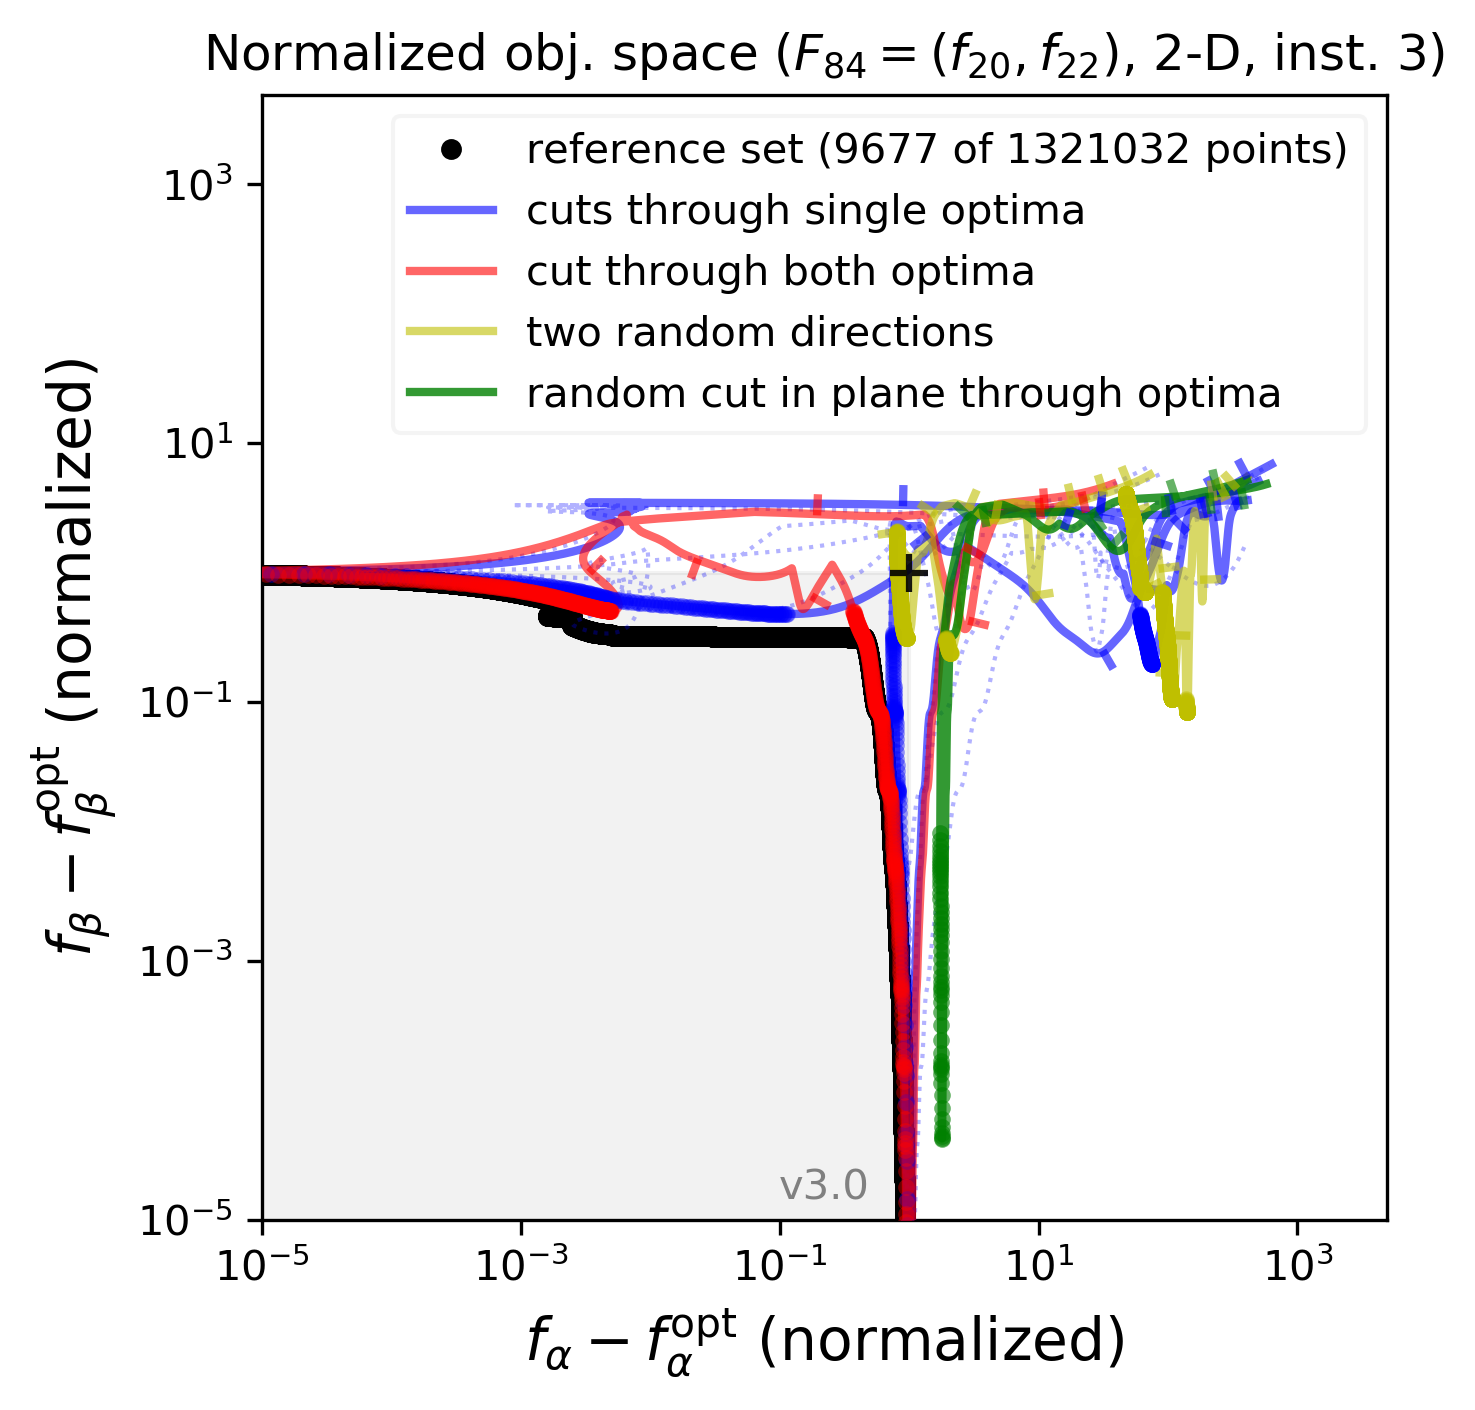 Normalized obj. space (F₈₄ = (f₂₀, f₂₂), 2-D, inst. 3)
reference set (9677 of 1321032 points)
cuts through single optima
cut through both optima
two random directions
random cut in plane through optima
10³
10¹
10⁻¹
10⁻³
10⁻⁵
f_β − f_β^opt (normalized)
v3.0
10⁻⁵
10⁻³
10⁻¹
10¹
10³
f_α − f_α^opt (normalized)